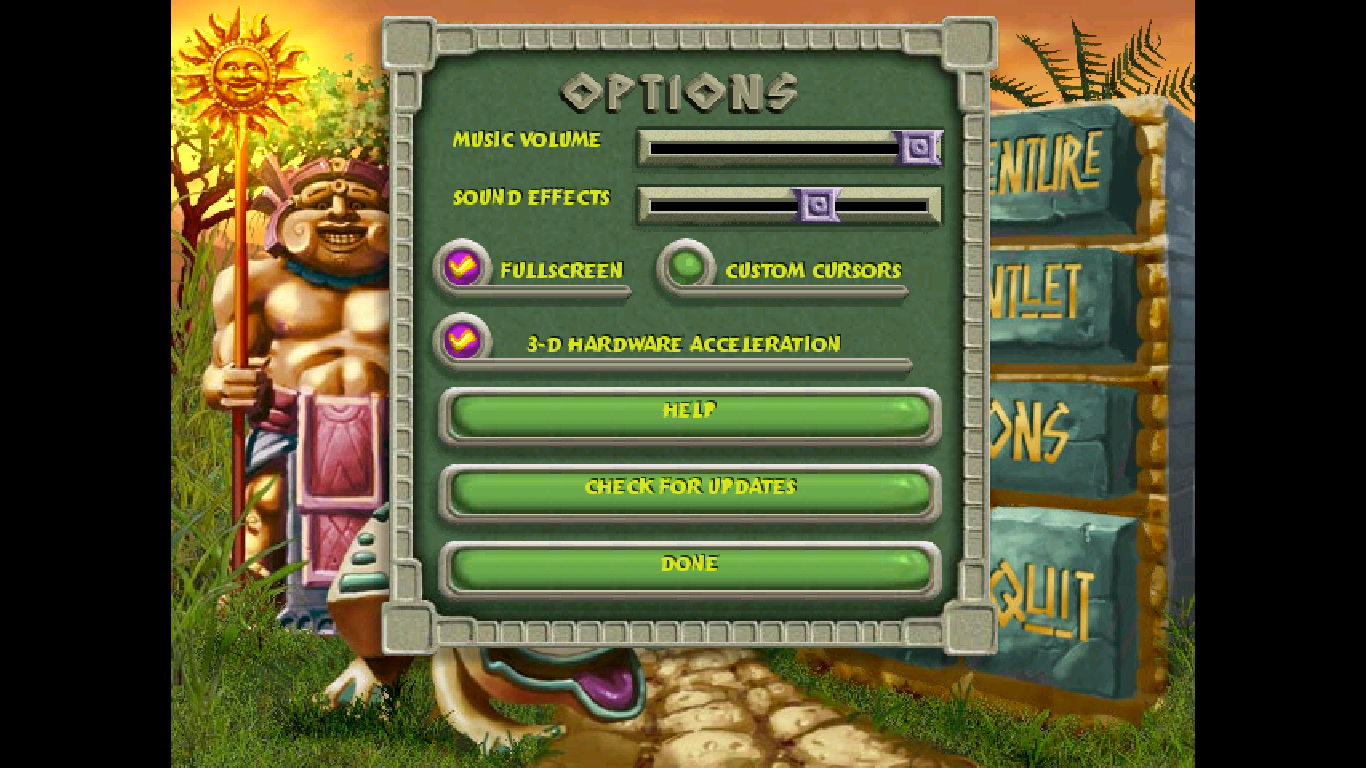 OPTIONS
MUSIC VOLUME
SOUND EFFECTS
FULLSCREEN
CUSTOM CURSORS
3-D HARDWARE ACCELERATION
HELP
CHECK FOR UPDATES
DONE
ENTURE
TLET
ONS
QUIT